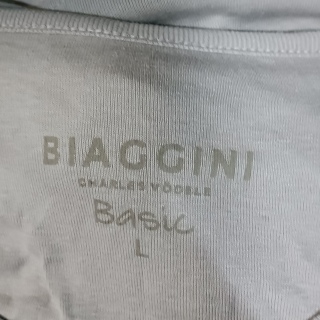 BIAGGINI
CHARLES VÖGELE
Basic
L